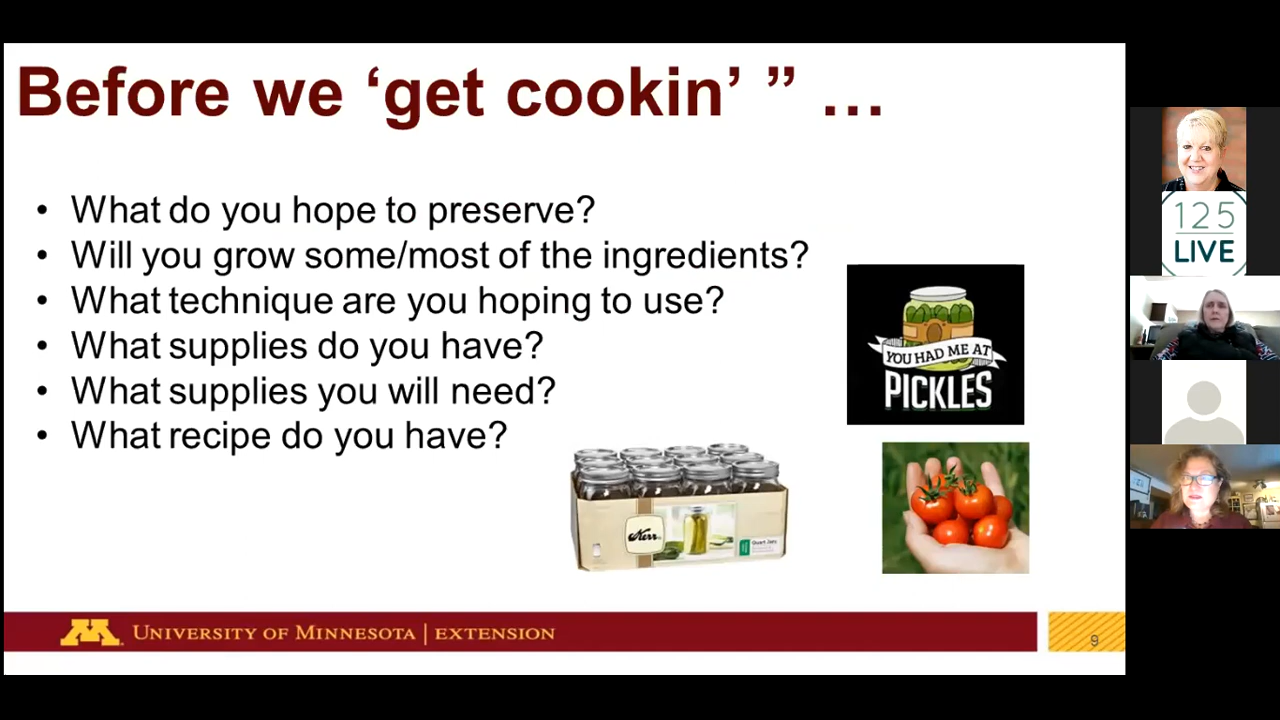 Before we ‘get cookin’ ” …
• What do you hope to preserve?
• Will you grow some/most of the ingredients?
• What technique are you hoping to use?
• What supplies do you have?
• What supplies you will need?
• What recipe do you have?
YOU HAD ME AT
PICKLES
Kerr
Quart Jars
UNIVERSITY OF MINNESOTA | EXTENSION
9
125
LIVE